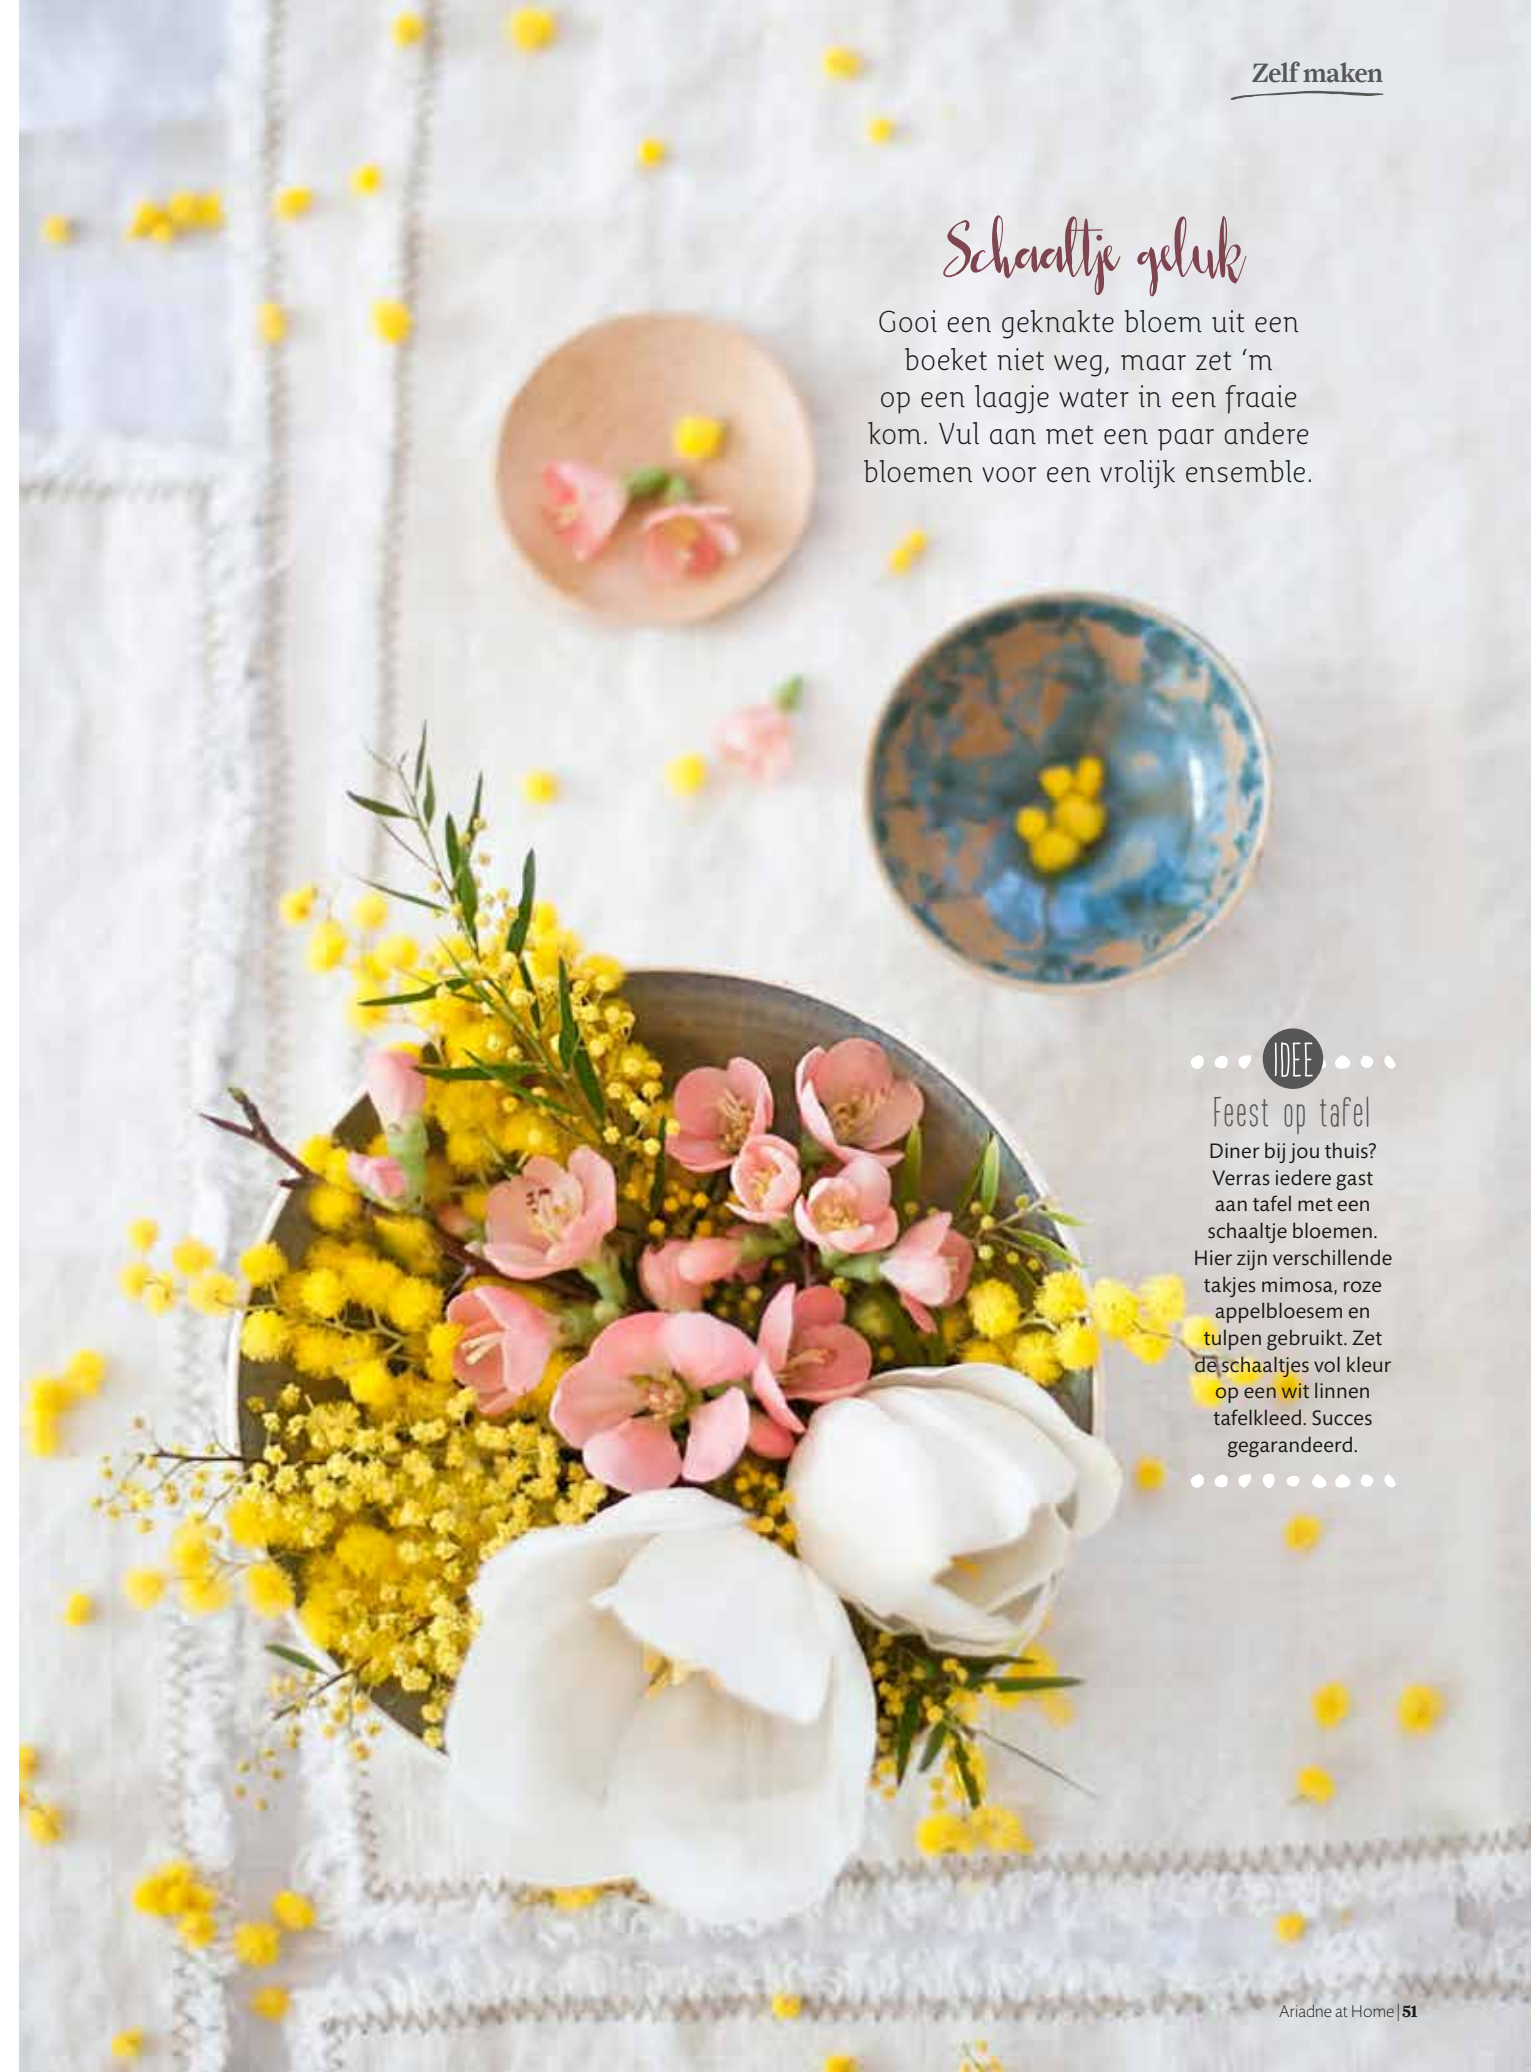 Zelf maken
Schaaltje geluk
Gooi een geknakte bloem uit een
boeket niet weg, maar zet ‘m
op een laagje water in een fraaie
kom. Vul aan met een paar andere
bloemen voor een vrolijk ensemble.
IDEE
Feest op tafel
Diner bij jou thuis?
Verras iedere gast
aan tafel met een
schaaltje bloemen.
Hier zijn verschillende
takjes mimosa, roze
appelbloesem en
tulpen gebruikt. Zet
de schaaltjes vol kleur
op een wit linnen
tafelkleed. Succes
gegarandeerd.
Ariadne at Home | 51